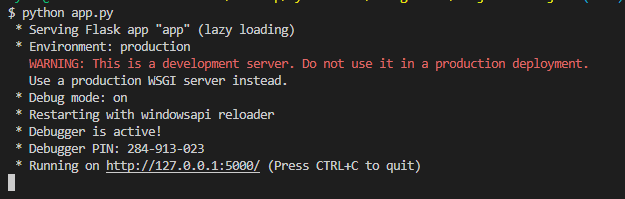 $ python app.py
* Serving Flask app "app" (lazy loading)
* Environment: production
WARNING: This is a development server. Do not use it in a production deployment.
Use a production WSGI server instead.
* Debug mode: on
* Restarting with windowsapi reloader
* Debugger is active!
* Debugger PIN: 284-913-023
* Running on http://127.0.0.1:5000/ (Press CTRL+C to quit)